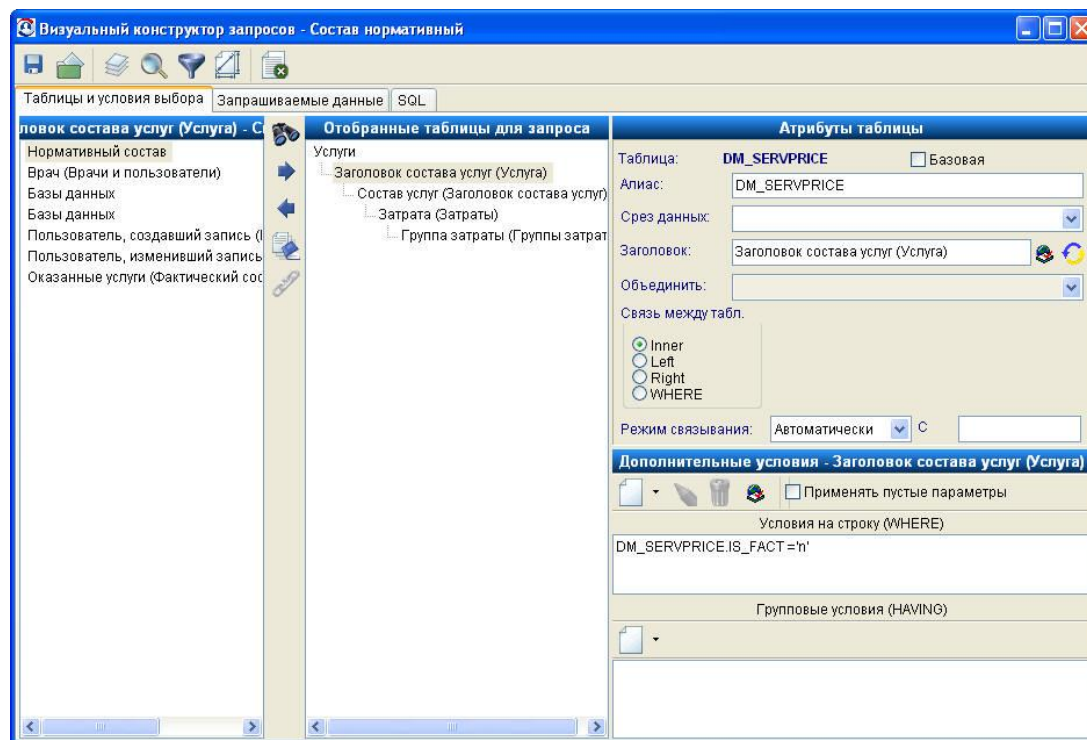 Визуальный конструктор запросов - Состав нормативный
Таблицы и условия выбора
Запрашиваемые данные
SQL
ловок состава услуг (Услуга) - С
Нормативный состав
Врач (Врачи и пользователи)
Базы данных
Базы данных
Пользователь, создавший запись (
Пользователь, изменивший запись
Оказанные услуги (Фактический сос
Отобранные таблицы для запроса
Услуги
Заголовок состава услуг (Услуга)
Состав услуг (Заголовок состава услуг)
Затрата (Затраты)
Группа затраты (Группы затрат
Атрибуты таблицы
Таблица: DM_SERVPRICE Базовая
Алиас: DM_SERVPRICE
Срез данных:
Заголовок: Заголовок состава услуг (Услуга)
Объединить:
Связь между табл.
Inner
Left
Right
WHERE
Режим связывания: Автоматически С
Дополнительные условия - Заголовок состава услуг (Услуга)
Применять пустые параметры
Условия на строку (WHERE)
DM_SERVPRICE.IS_FACT ='n'
Групповые условия (HAVING)